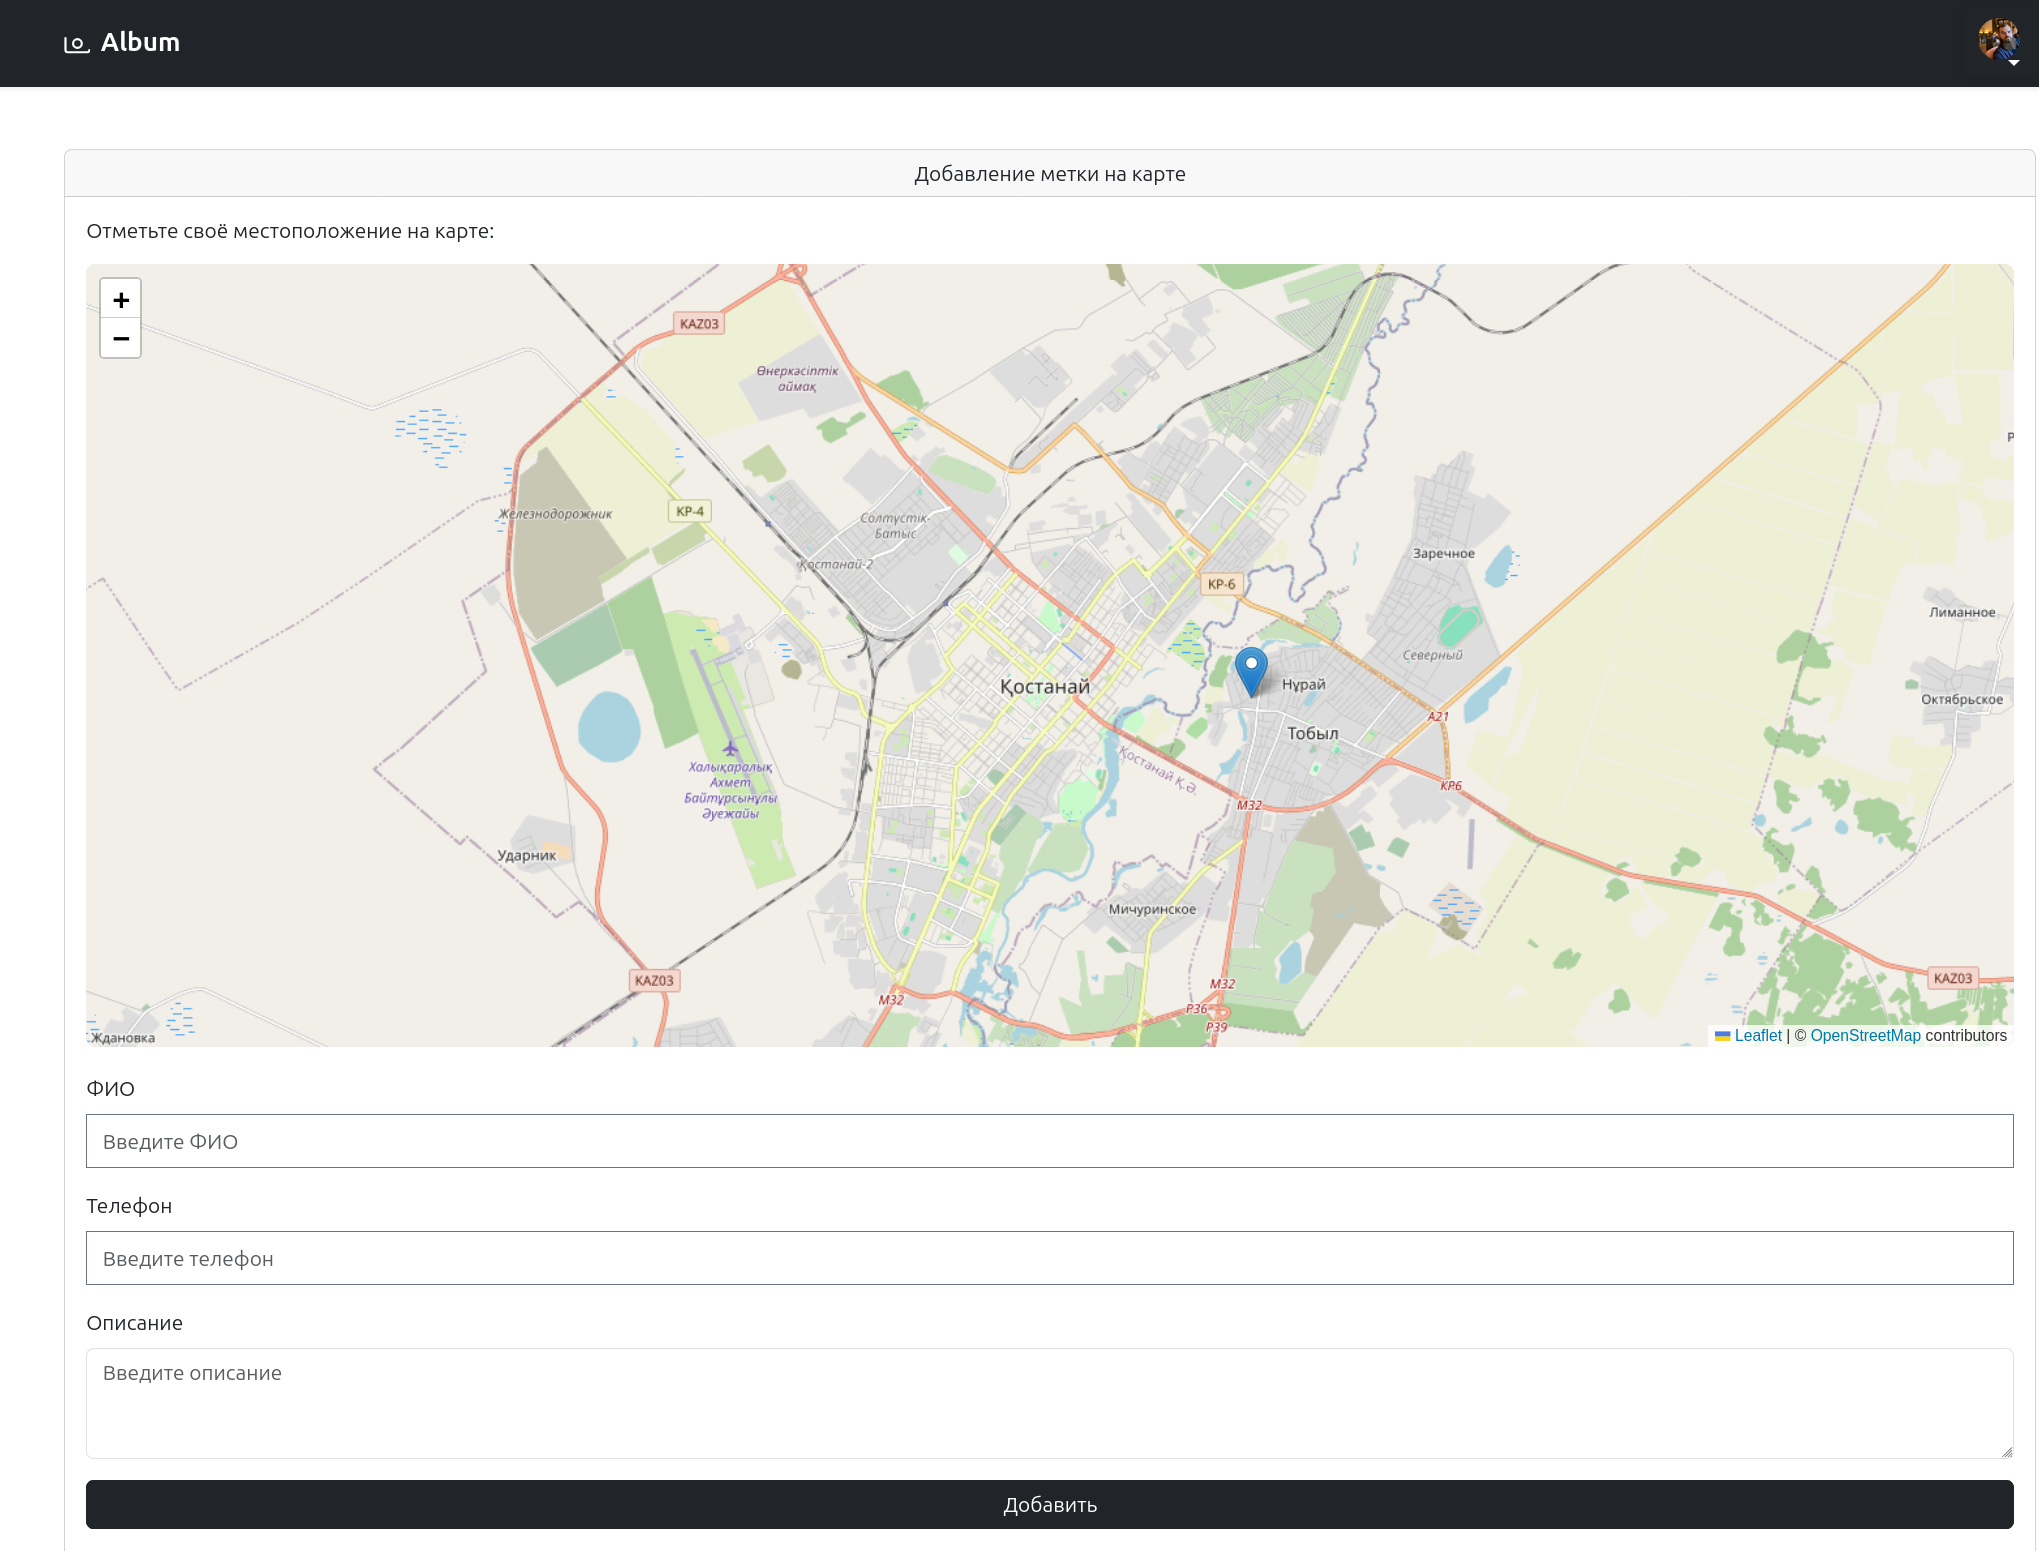 Album
Добавление метки на карте
Отметьте своё местоположение на карте:
+
−
KAZ03
Өнеркәсіптік
аймақ
KP-4
Железнодорожник
Солтүстік-
Батыс
Қостанай-2
Заречное
KP-6
Лиманное
Северный
Қостанай
Нұрай
Октябрьское
A21
Тобыл
Қостанай Қ.Ә.
Халықаралық
Ахмет
Байтұрсынұлы
Әуежайы
KP6
M32
Ударник
Мичуринское
KAZ03
M32
M32
KAZ03
P36
P39
Ждановка
Leaflet | © OpenStreetMap contributors
ФИО
Введите ФИО
Телефон
Введите телефон
Описание
Введите описание
Добавить